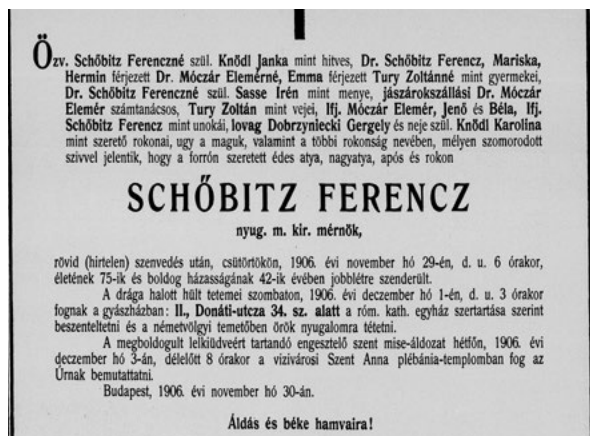 Özv. Schőbitz Ferenczné szül. Knődl Janka mint hitves, Dr. Schőbitz Ferencz, Mariska,
Hermin férjezett Dr. Móczár Elemérné, Emma férjezett Tury Zoltánné mint gyermekei,
Dr. Schőbitz Ferenczné szül. Sasse Irén mint menye, jászárokszállási Dr. Móczár
Elemér számtanácsos, Tury Zoltán mint vejei, Ifj. Móczár Elemér, Jenő és Béla, Ifj.
Schőbitz Ferencz mint unokái, lovag Dobrzyniecki Gergely és neje szül. Knődl Karolina
mint szerető rokonai, ugy a maguk, valamint a többi rokonság nevében, mélyen szomorodott
szivvel jelentik, hogy a forrón szeretett édes atya, nagyatya, após és rokon
SCHŐBITZ FERENCZ
nyug. m. kir. mérnök,
rövid (hirtelen) szenvedés után, csütörtökön, 1906. évi november hó 29-én, d. u. 6 órakor,
életének 75-ik és boldog házasságának 42-ik évében jobblétre szenderült.
A drága halott hült tetemei szombaton, 1906. évi deczember hó 1-én, d. u. 3 órakor
fognak a gyászházban: II., Donáti-utcza 34. sz. alatt a róm. kath. egyház szertartása szerint
beszenteltetni és a németvölgyi temetőben örök nyugalomra tétetni.
A megboldogult lelküdveért tartandó engesztelő szent mise-áldozat hétfőn, 1906. évi
deczember hó 3-án, délelőtt 8 órakor a vizivárosi Szent Anna plébánia-templomban fog az
Úrnak bemutattatni.
Budapest, 1906. évi november hó 30-án.
Áldás és béke hamvaira!